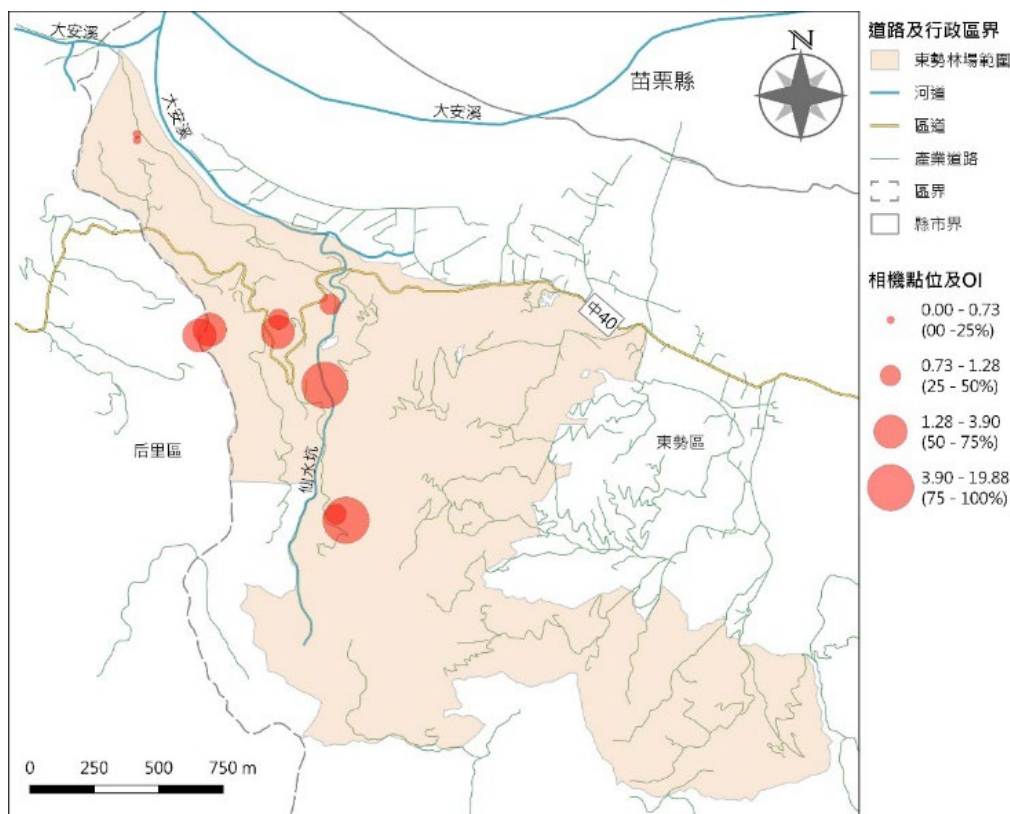 大安溪
大安溪
大安溪
苗栗縣
N
中40
后里區
仙水坑
東勢區
0 250 500 750 m
道路及行政區界
東勢林場範圍
河道
區道
產業道路
區界
縣市界
相機點位及OI
0.00 - 0.73
(00 -25%)
0.73 - 1.28
(25 - 50%)
1.28 - 3.90
(50 - 75%)
3.90 - 19.88
(75 - 100%)